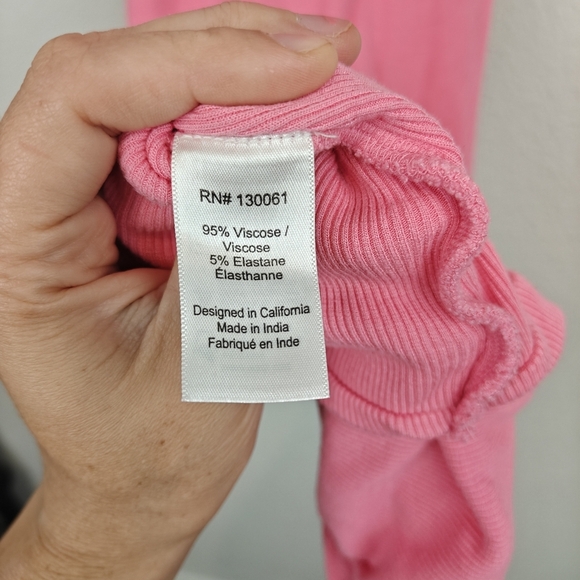 RN# 130061
95% Viscose /
Viscose
5% Elastane
Élasthanne
Designed in California
Made in India
Fabriqué en Inde